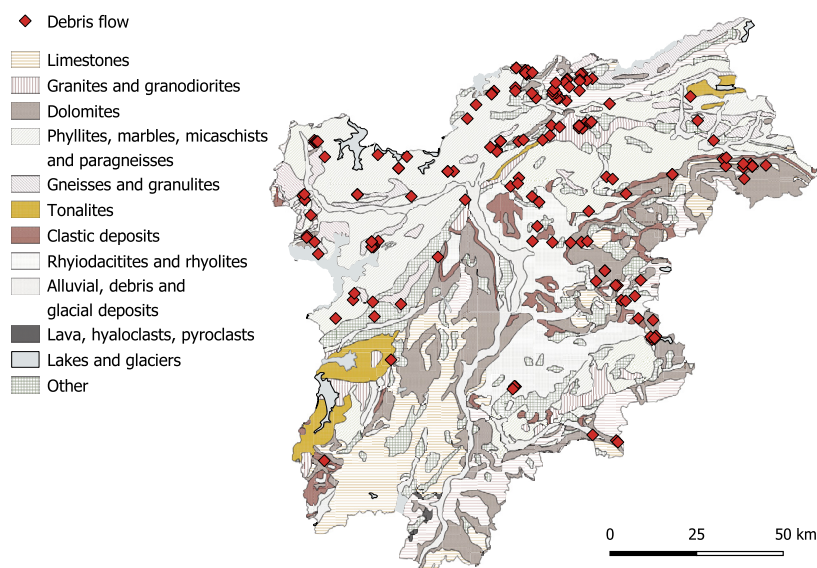 Debris flow
Limestones
Granites and granodiorites
Dolomites
Phyllites, marbles, micaschists
and paragneisses
Gneisses and granulites
Tonalites
Clastic deposits
Rhyiodacitites and rhyolites
Alluvial, debris and
glacial deposits
Lava, hyaloclasts, pyroclasts
Lakes and glaciers
Other
0 25 50 km